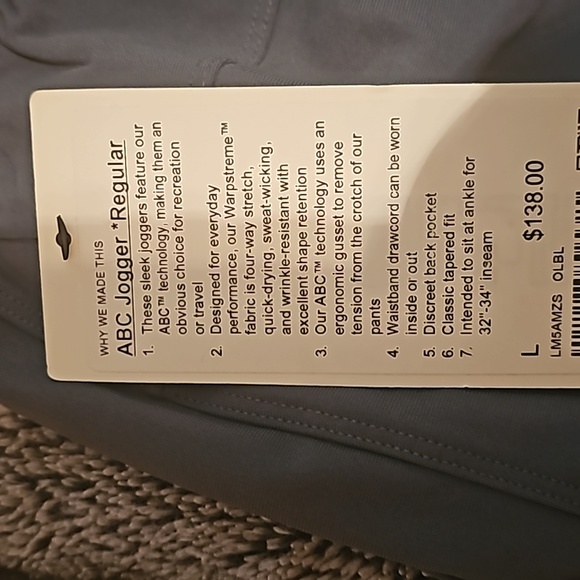 WHY WE MADE THIS
ABC Jogger *Regular
1. These sleek joggers feature our
ABC™ technology, making them an
obvious choice for recreation
or travel
2. Designed for everyday
performance, our Warpstreme™
fabric is four-way stretch,
quick-drying, sweat-wicking,
and wrinkle-resistant with
excellent shape retention
3. Our ABC™ technology uses an
ergonomic gusset to remove
tension from the crotch of our
pants
4. Waistband drawcord can be worn
inside or out
5. Discreet back pocket
6. Classic tapered fit
7. Intended to sit at ankle for
32"-34" inseam
L $138.00
LM5AMZS OLBL